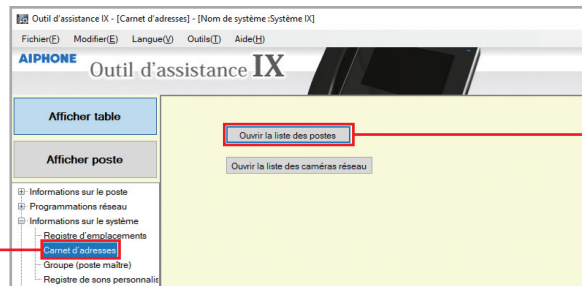 Outil d'assistance IX - [Carnet d'adresses] - [Nom de système :Système IX]
Fichier(F) Modifier(E) Langue(V) Outils(T) Aide(H)
AIPHONE
Outil d'assistance IX
Afficher table
Afficher poste
Ouvrir la liste des postes
Ouvrir la liste des caméras réseau
Informations sur le poste
Programmations réseau
Informations sur le système
Registre d'emplacements
Carnet d'adresses
Groupe (poste maître)
Registre de sons personnalis